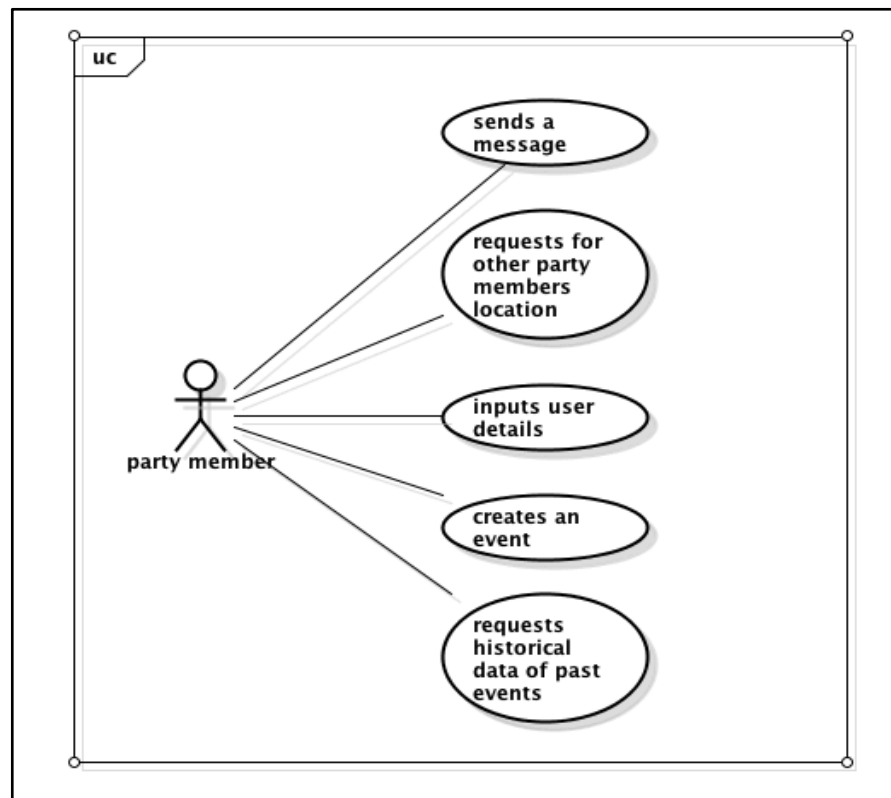 uc
sends a
message
requests for
other party
members
location
inputs user
details
party member
creates an
event
requests
historical
data of past
events